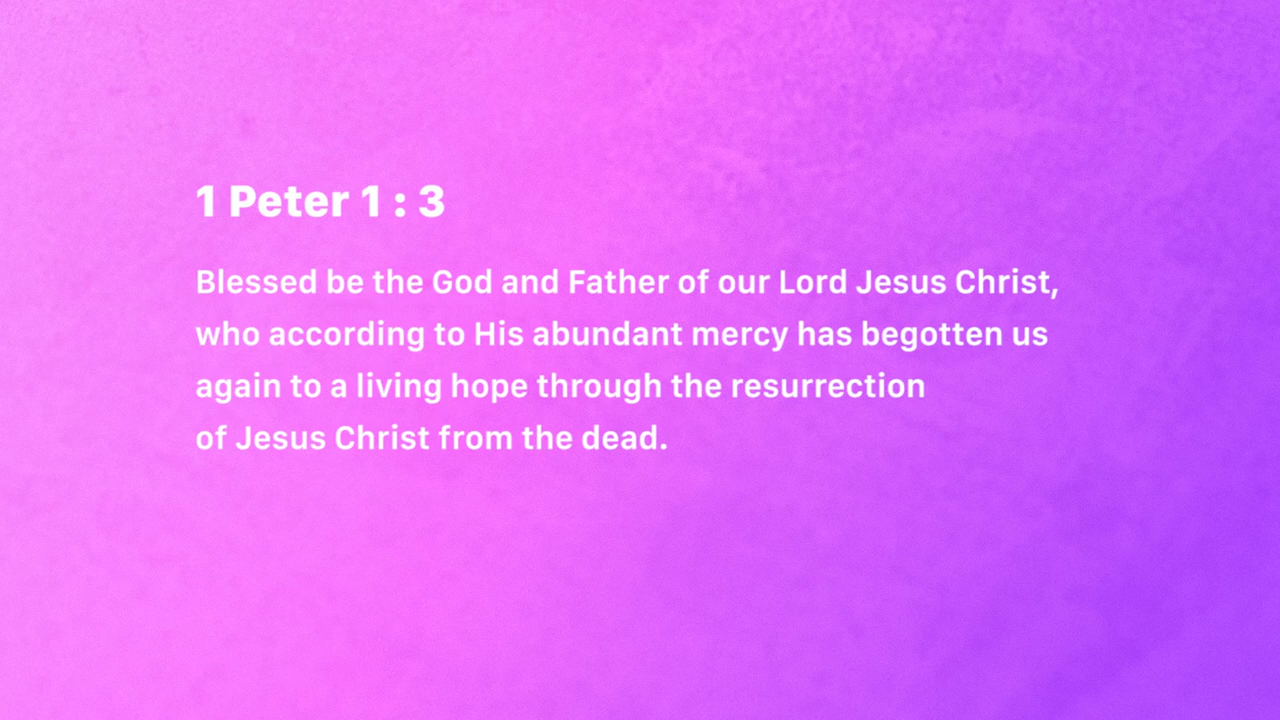 1 Peter 1 : 3
Blessed be the God and Father of our Lord Jesus Christ,
who according to His abundant mercy has begotten us
again to a living hope through the resurrection
of Jesus Christ from the dead.